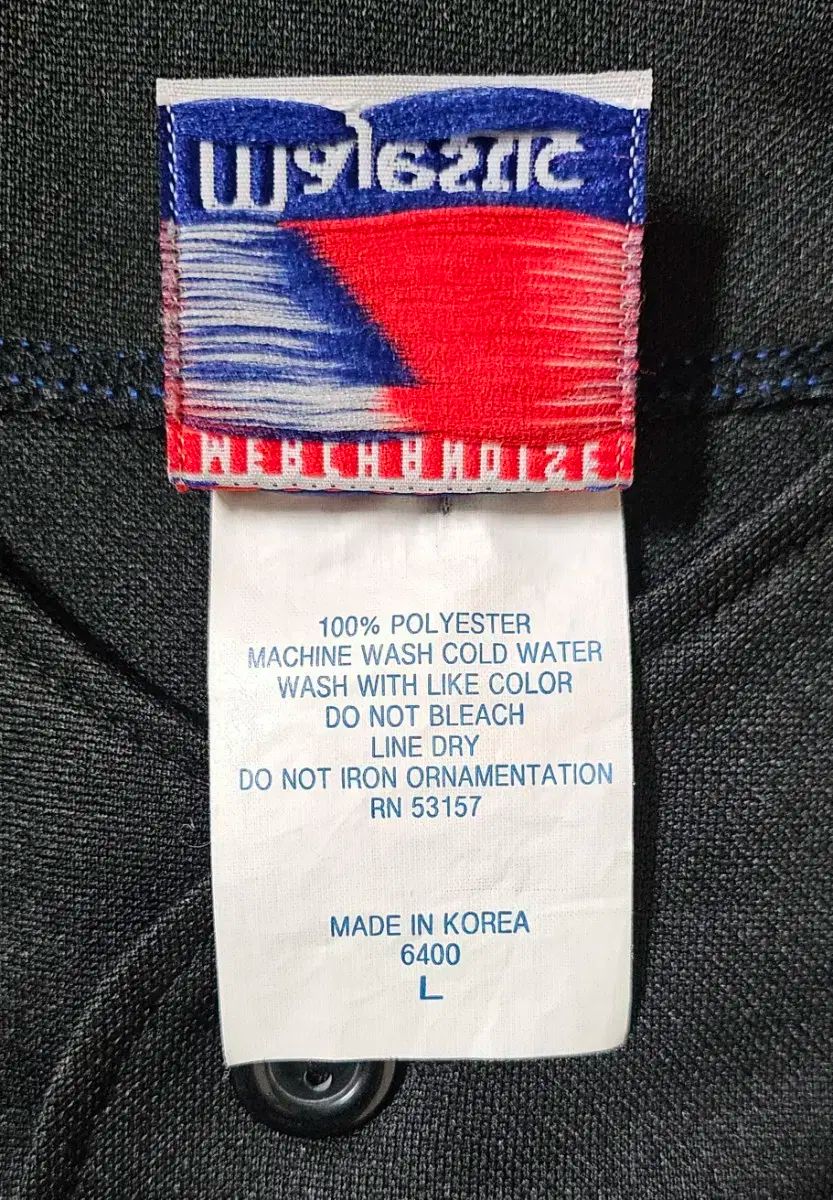 MERCHANDIZE
100% POLYESTER
MACHINE WASH COLD WATER
WASH WITH LIKE COLOR
DO NOT BLEACH
LINE DRY
DO NOT IRON ORNAMENTATION
RN 53157
MADE IN KOREA
6400
L